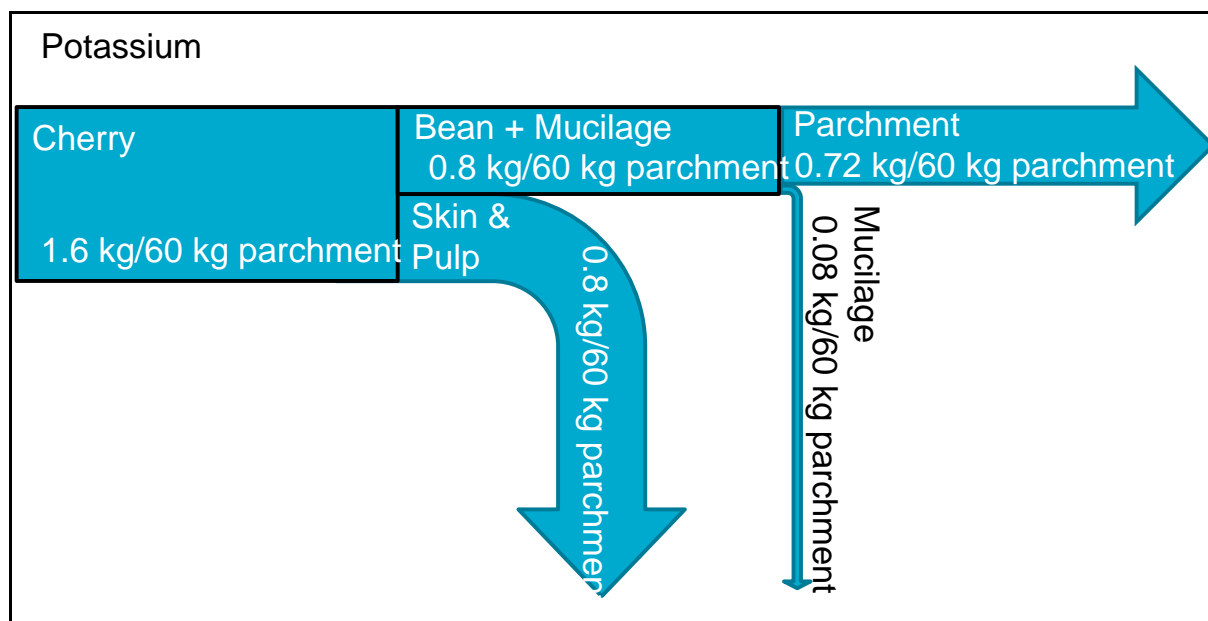 Potassium
Cherry
1.6 kg/60 kg parchment
Bean + Mucilage
0.8 kg/60 kg parchment
Skin &
Pulp
0.8 kg/60 kg parchmen
Parchment
0.72 kg/60 kg parchment
Mucilage
0.08 kg/60 kg parchment